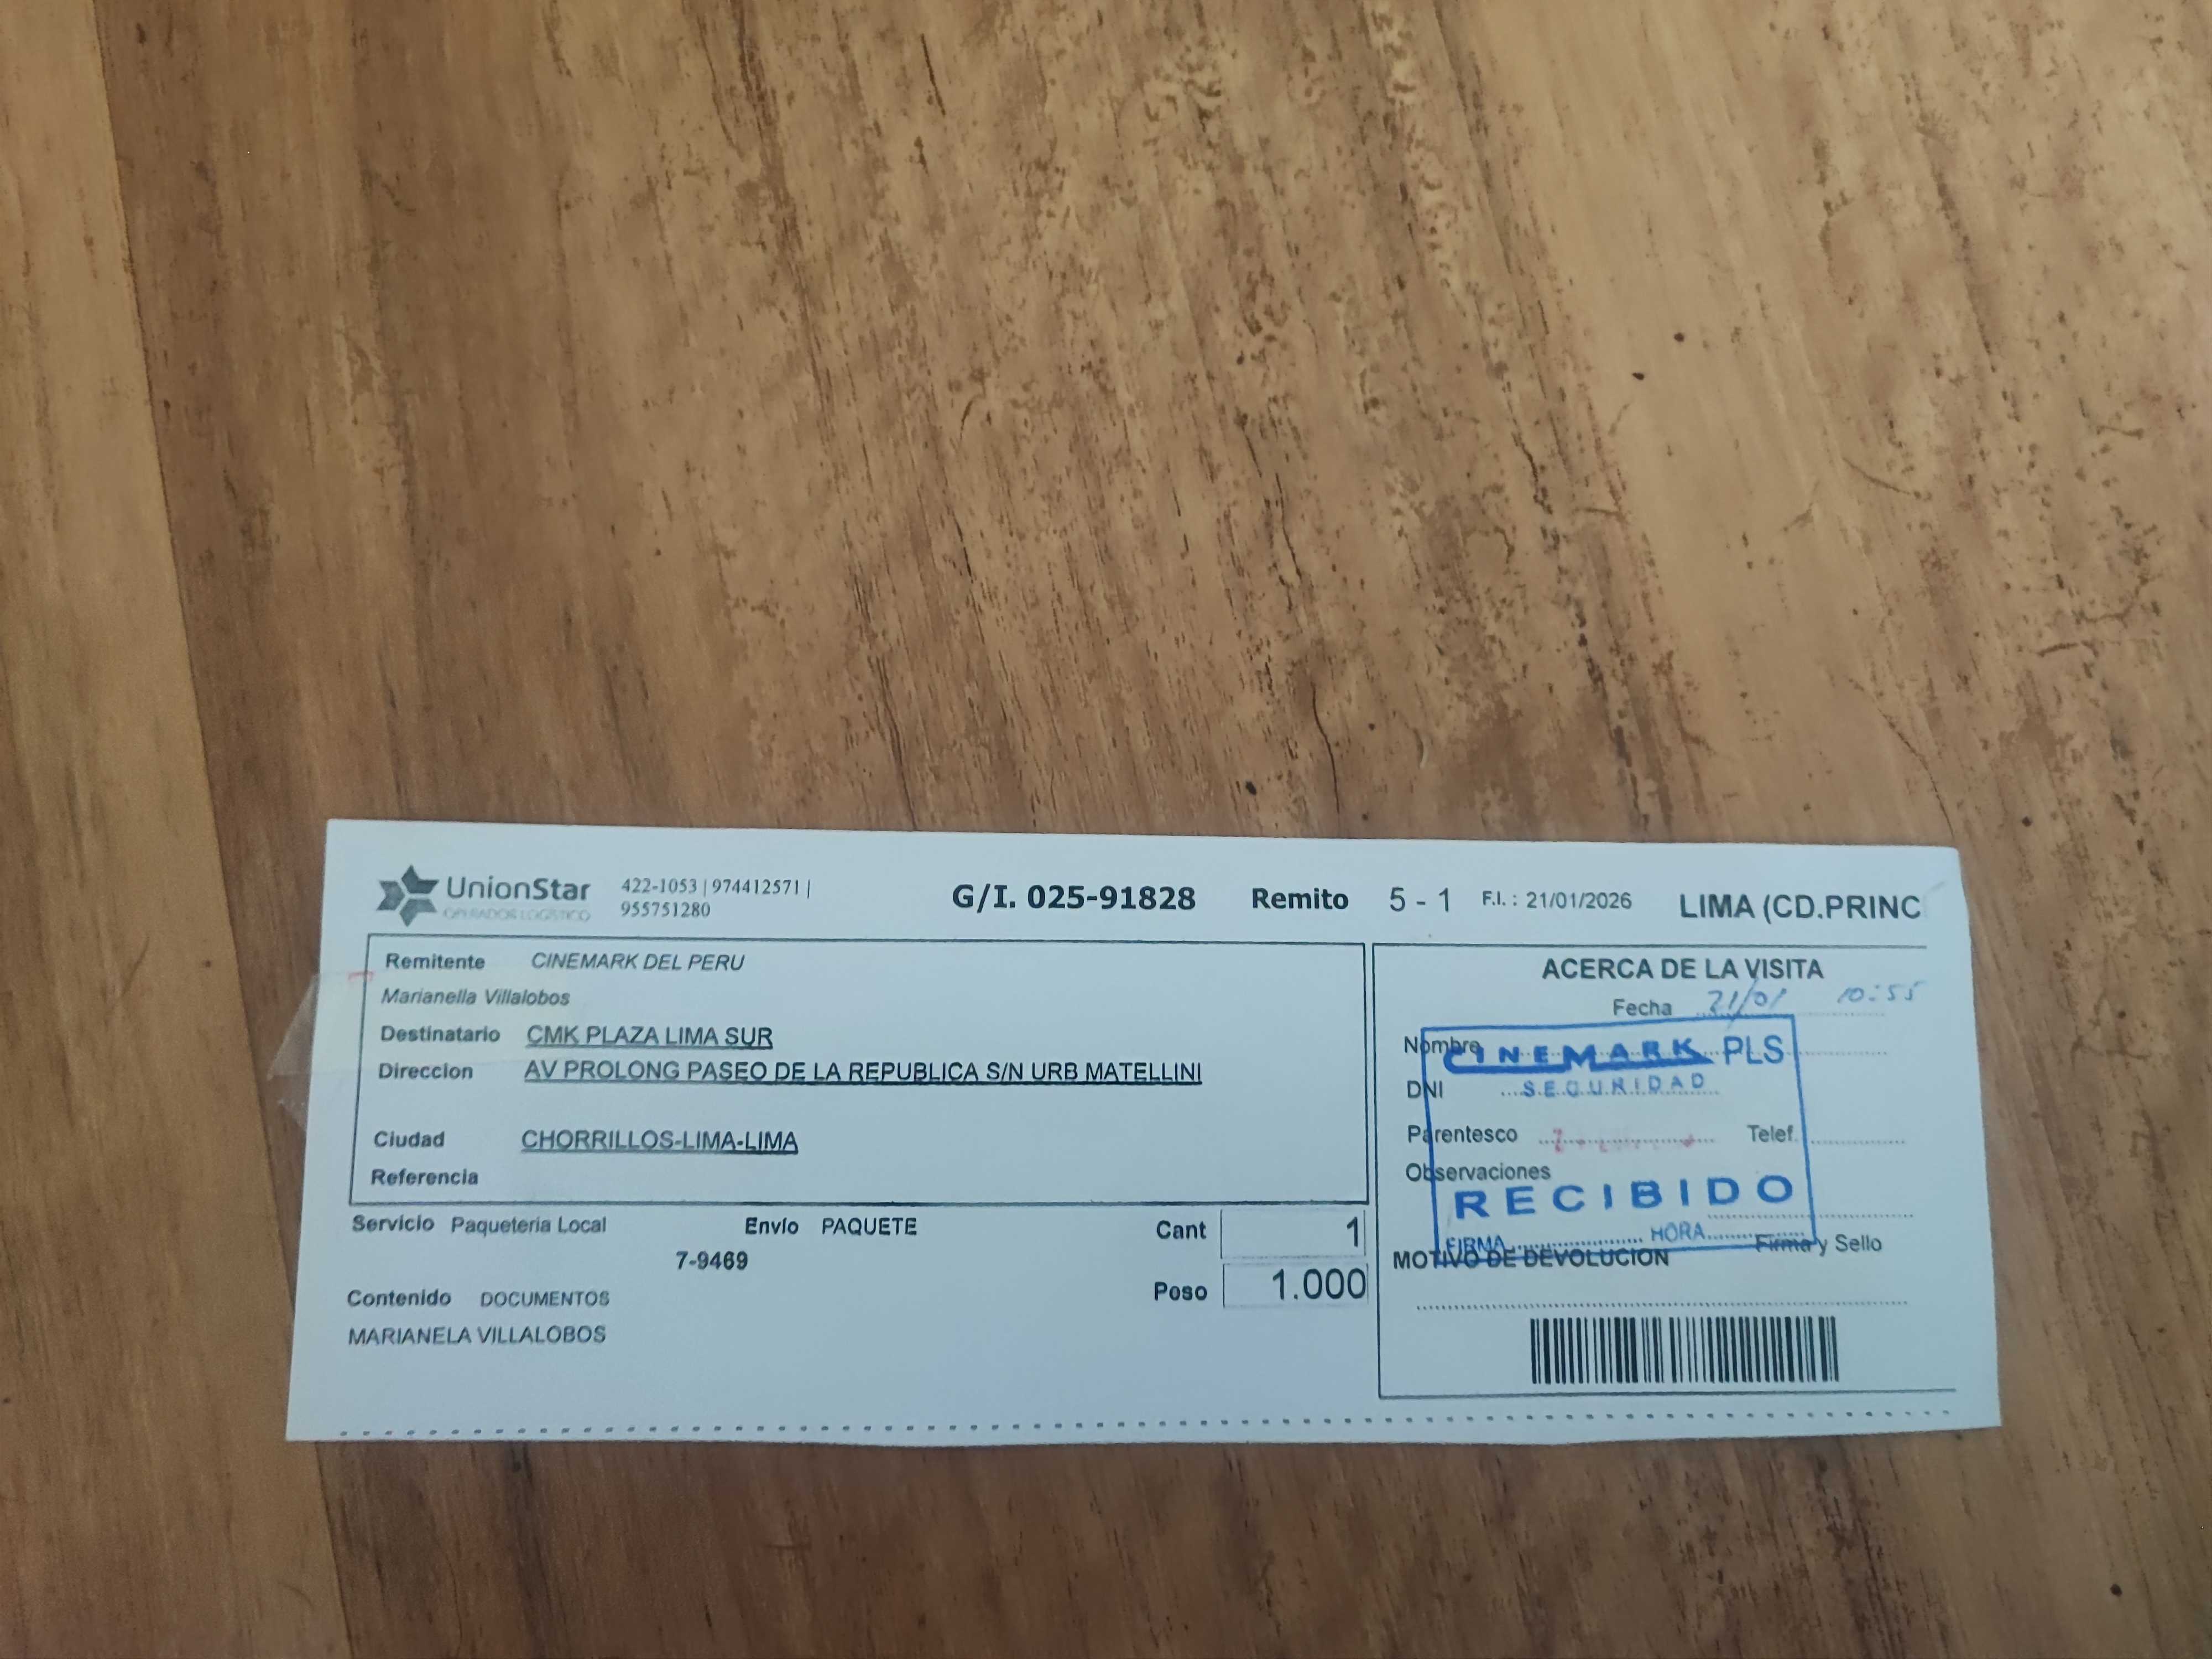 UnionStar
OPERADOR LOGISTICO
422-1053 | 974412571 |
955751280
G/I. 025-91828 Remito 5 - 1 F.I. : 21/01/2026 LIMA (CD.PRINC
Remitente CINEMARK DEL PERU
Marianella Villalobos
Destinatario CMK PLAZA LIMA SUR
Direccion AV PROLONG PASEO DE LA REPUBLICA S/N URB MATELLINI
Ciudad CHORRILLOS-LIMA-LIMA
Referencia
Servicio Paqueteria Local Envío PAQUETE
7-9469
Contenido DOCUMENTOS
MARIANELA VILLALOBOS
Cant 1
Peso 1.000
ACERCA DE LA VISITA
Fecha 21/01 10:55
Nombre
CINEMARK PLS
DNI
SEGURIDAD
Parentesco Telef.
Observaciones
RECIBIDO
FIRMA HORA
Firma y Sello
MOTIVO DE DEVOLUCION